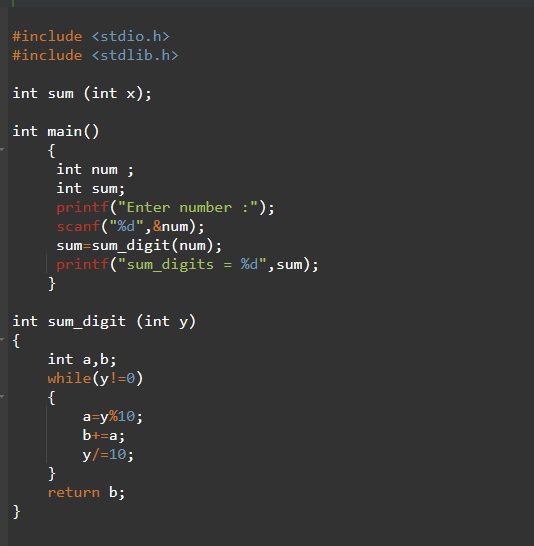 #include <stdio.h>
#include <stdlib.h>
int sum (int x);
int main()
{
int num ;
int sum;
printf("Enter number :");
scanf("%d",&num);
sum=sum_digit(num);
printf("sum_digits = %d",sum);
}
int sum_digit (int y)
{
int a,b;
while(y!=0)
{
a=y%10;
b+=a;
y/=10;
}
return b;
}